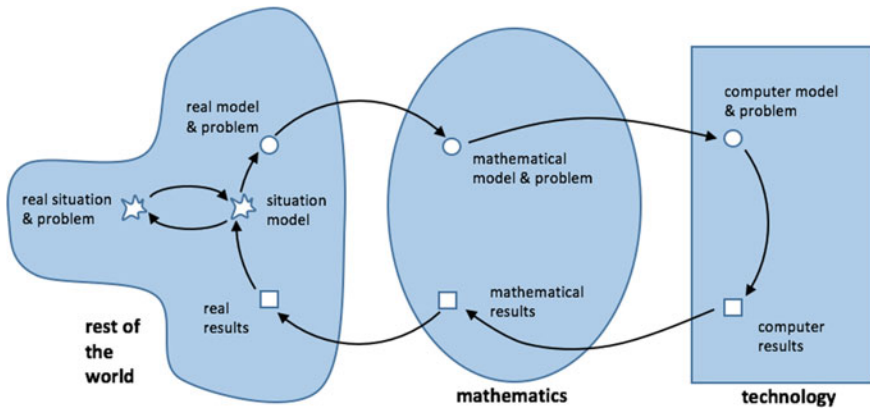 real model
& problem
computer model
& problem
mathematical
model & problem
real situation
& problem
situation
model
real
results
mathematical
results
computer
results
rest of
the
world
mathematics
technology